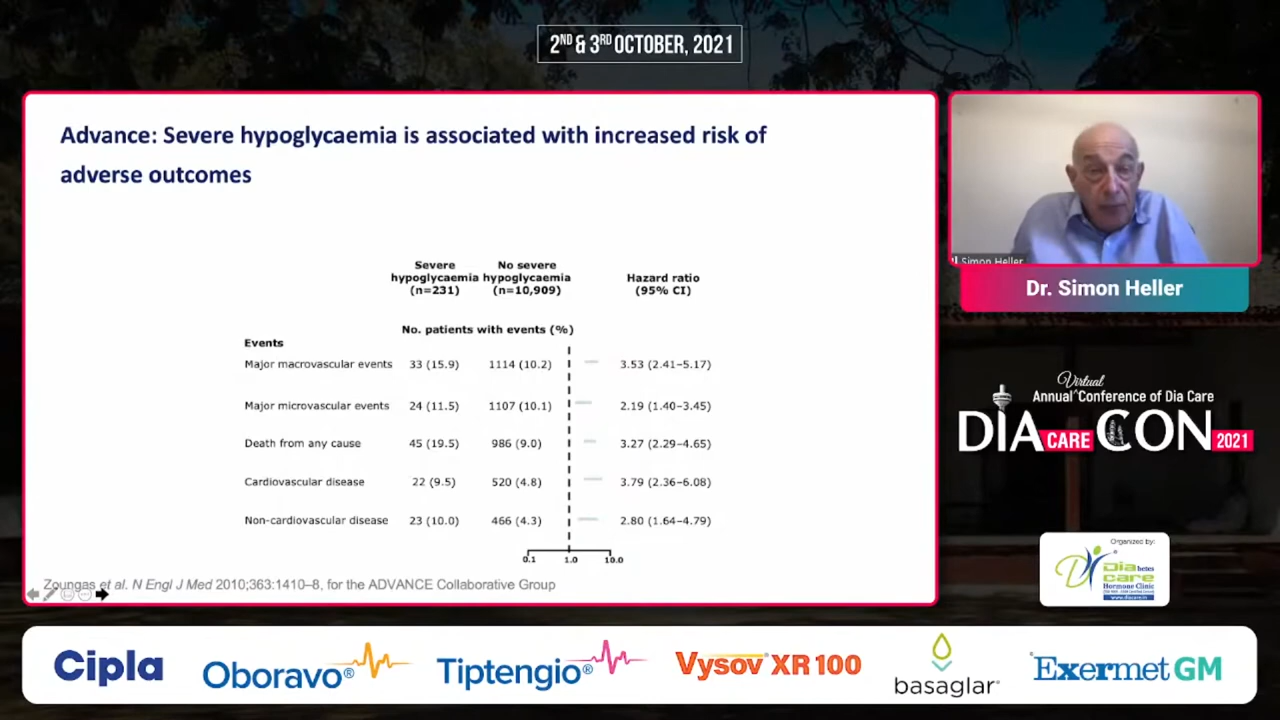 2ND & 3RD OCTOBER, 2021
Advance: Severe hypoglycaemia is associated with increased risk of
adverse outcomes
Severe hypoglycaemia (n=231) No severe hypoglycaemia (n=10,909) Hazard ratio (95% CI)
No. patients with events (%)
Events
Major macrovascular events 33 (15.9) 1114 (10.2) 3.53 (2.41–5.17)
Major microvascular events 24 (11.5) 1107 (10.1) 2.19 (1.40–3.45)
Death from any cause 45 (19.5) 986 (9.0) 3.27 (2.29–4.65)
Cardiovascular disease 22 (9.5) 520 (4.8) 3.79 (2.36–6.08)
Non-cardiovascular disease 23 (10.0) 466 (4.3) 2.80 (1.64–4.79)
0.1 1.0 10.0
Zoungas et al. N Engl J Med 2010;363:1410–8, for the ADVANCE Collaborative Group
Simon Heller
Dr. Simon Heller
Virtual
Annual ^Conference of Dia Care
DIA CARE CON 2021
Organized by:
Diabetes
care
Hormone Clinic
www.diacare.in
Cipla
Oboravo®
Tiptengio®
Vysov® XR 100
basaglar®
Exermet GM